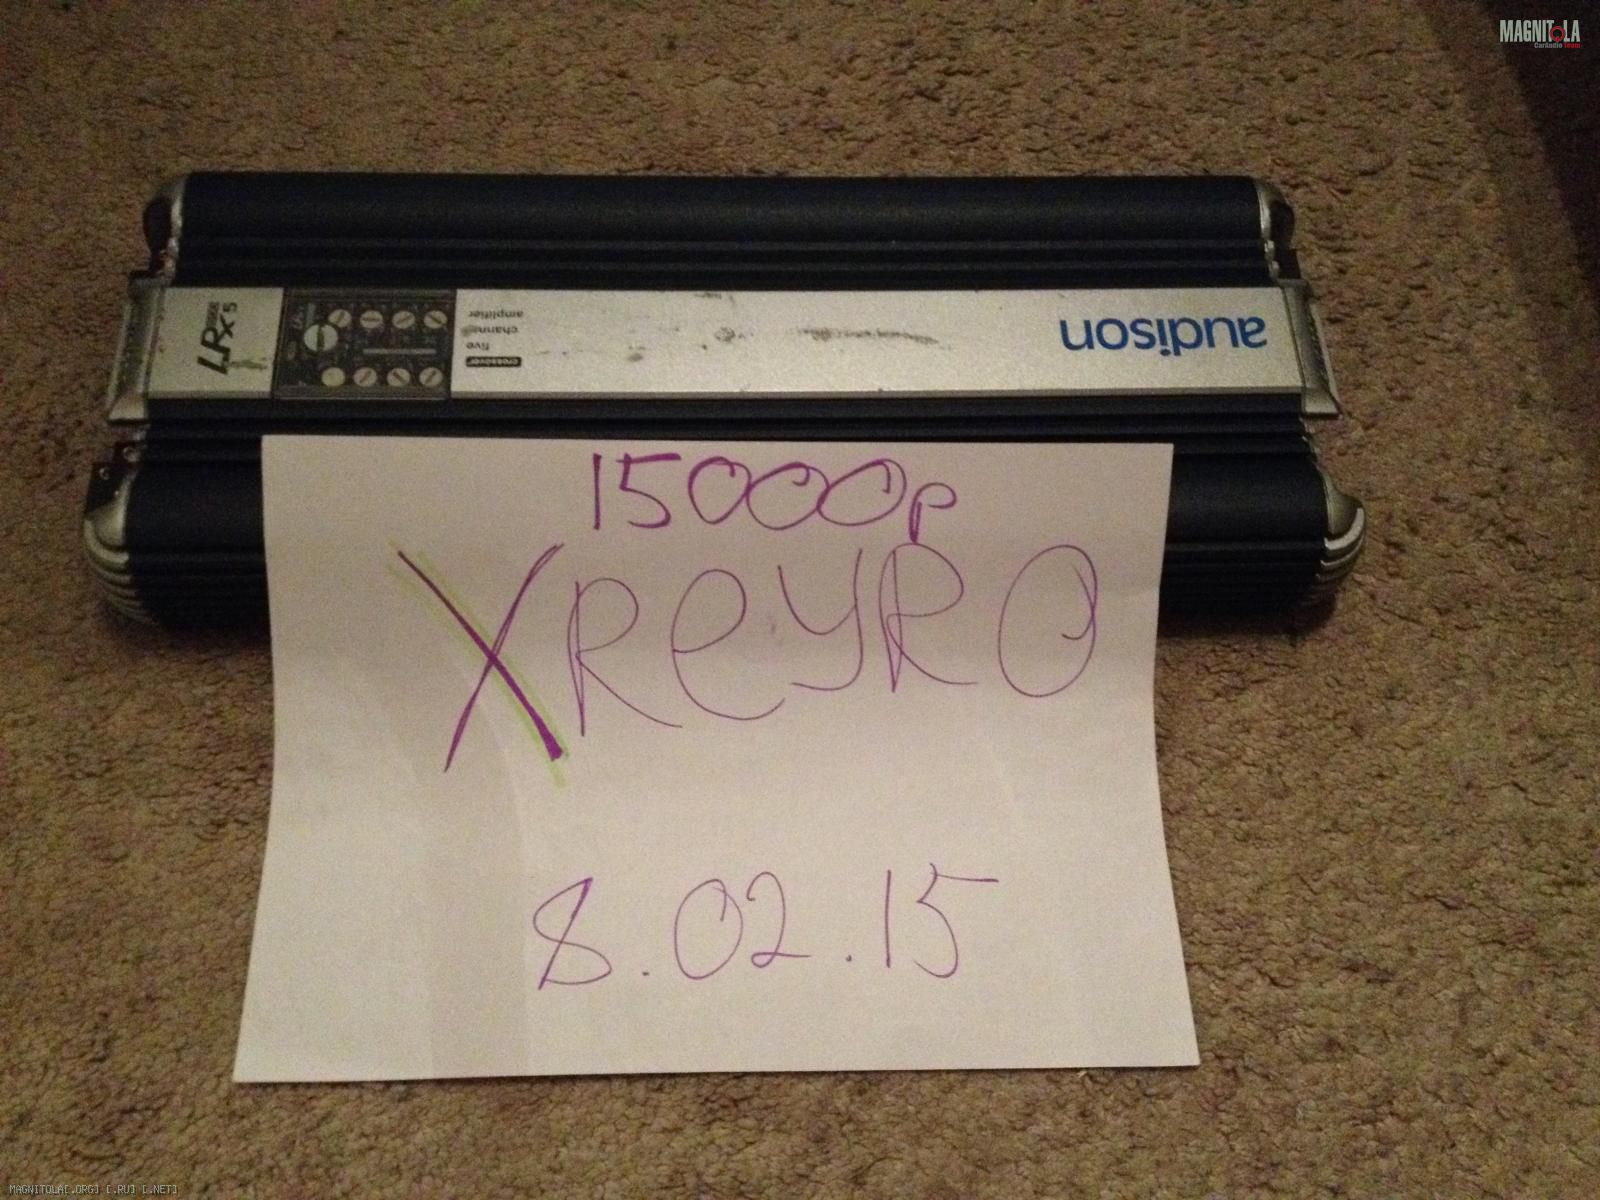 MAGNITOLA
CarAudio Team
audison
crossover
five
channel
amplifier
LRx 5
15000р
XReyRO
8.02.15
MAGNITOLA[.ORG] [.RU] [.NET]